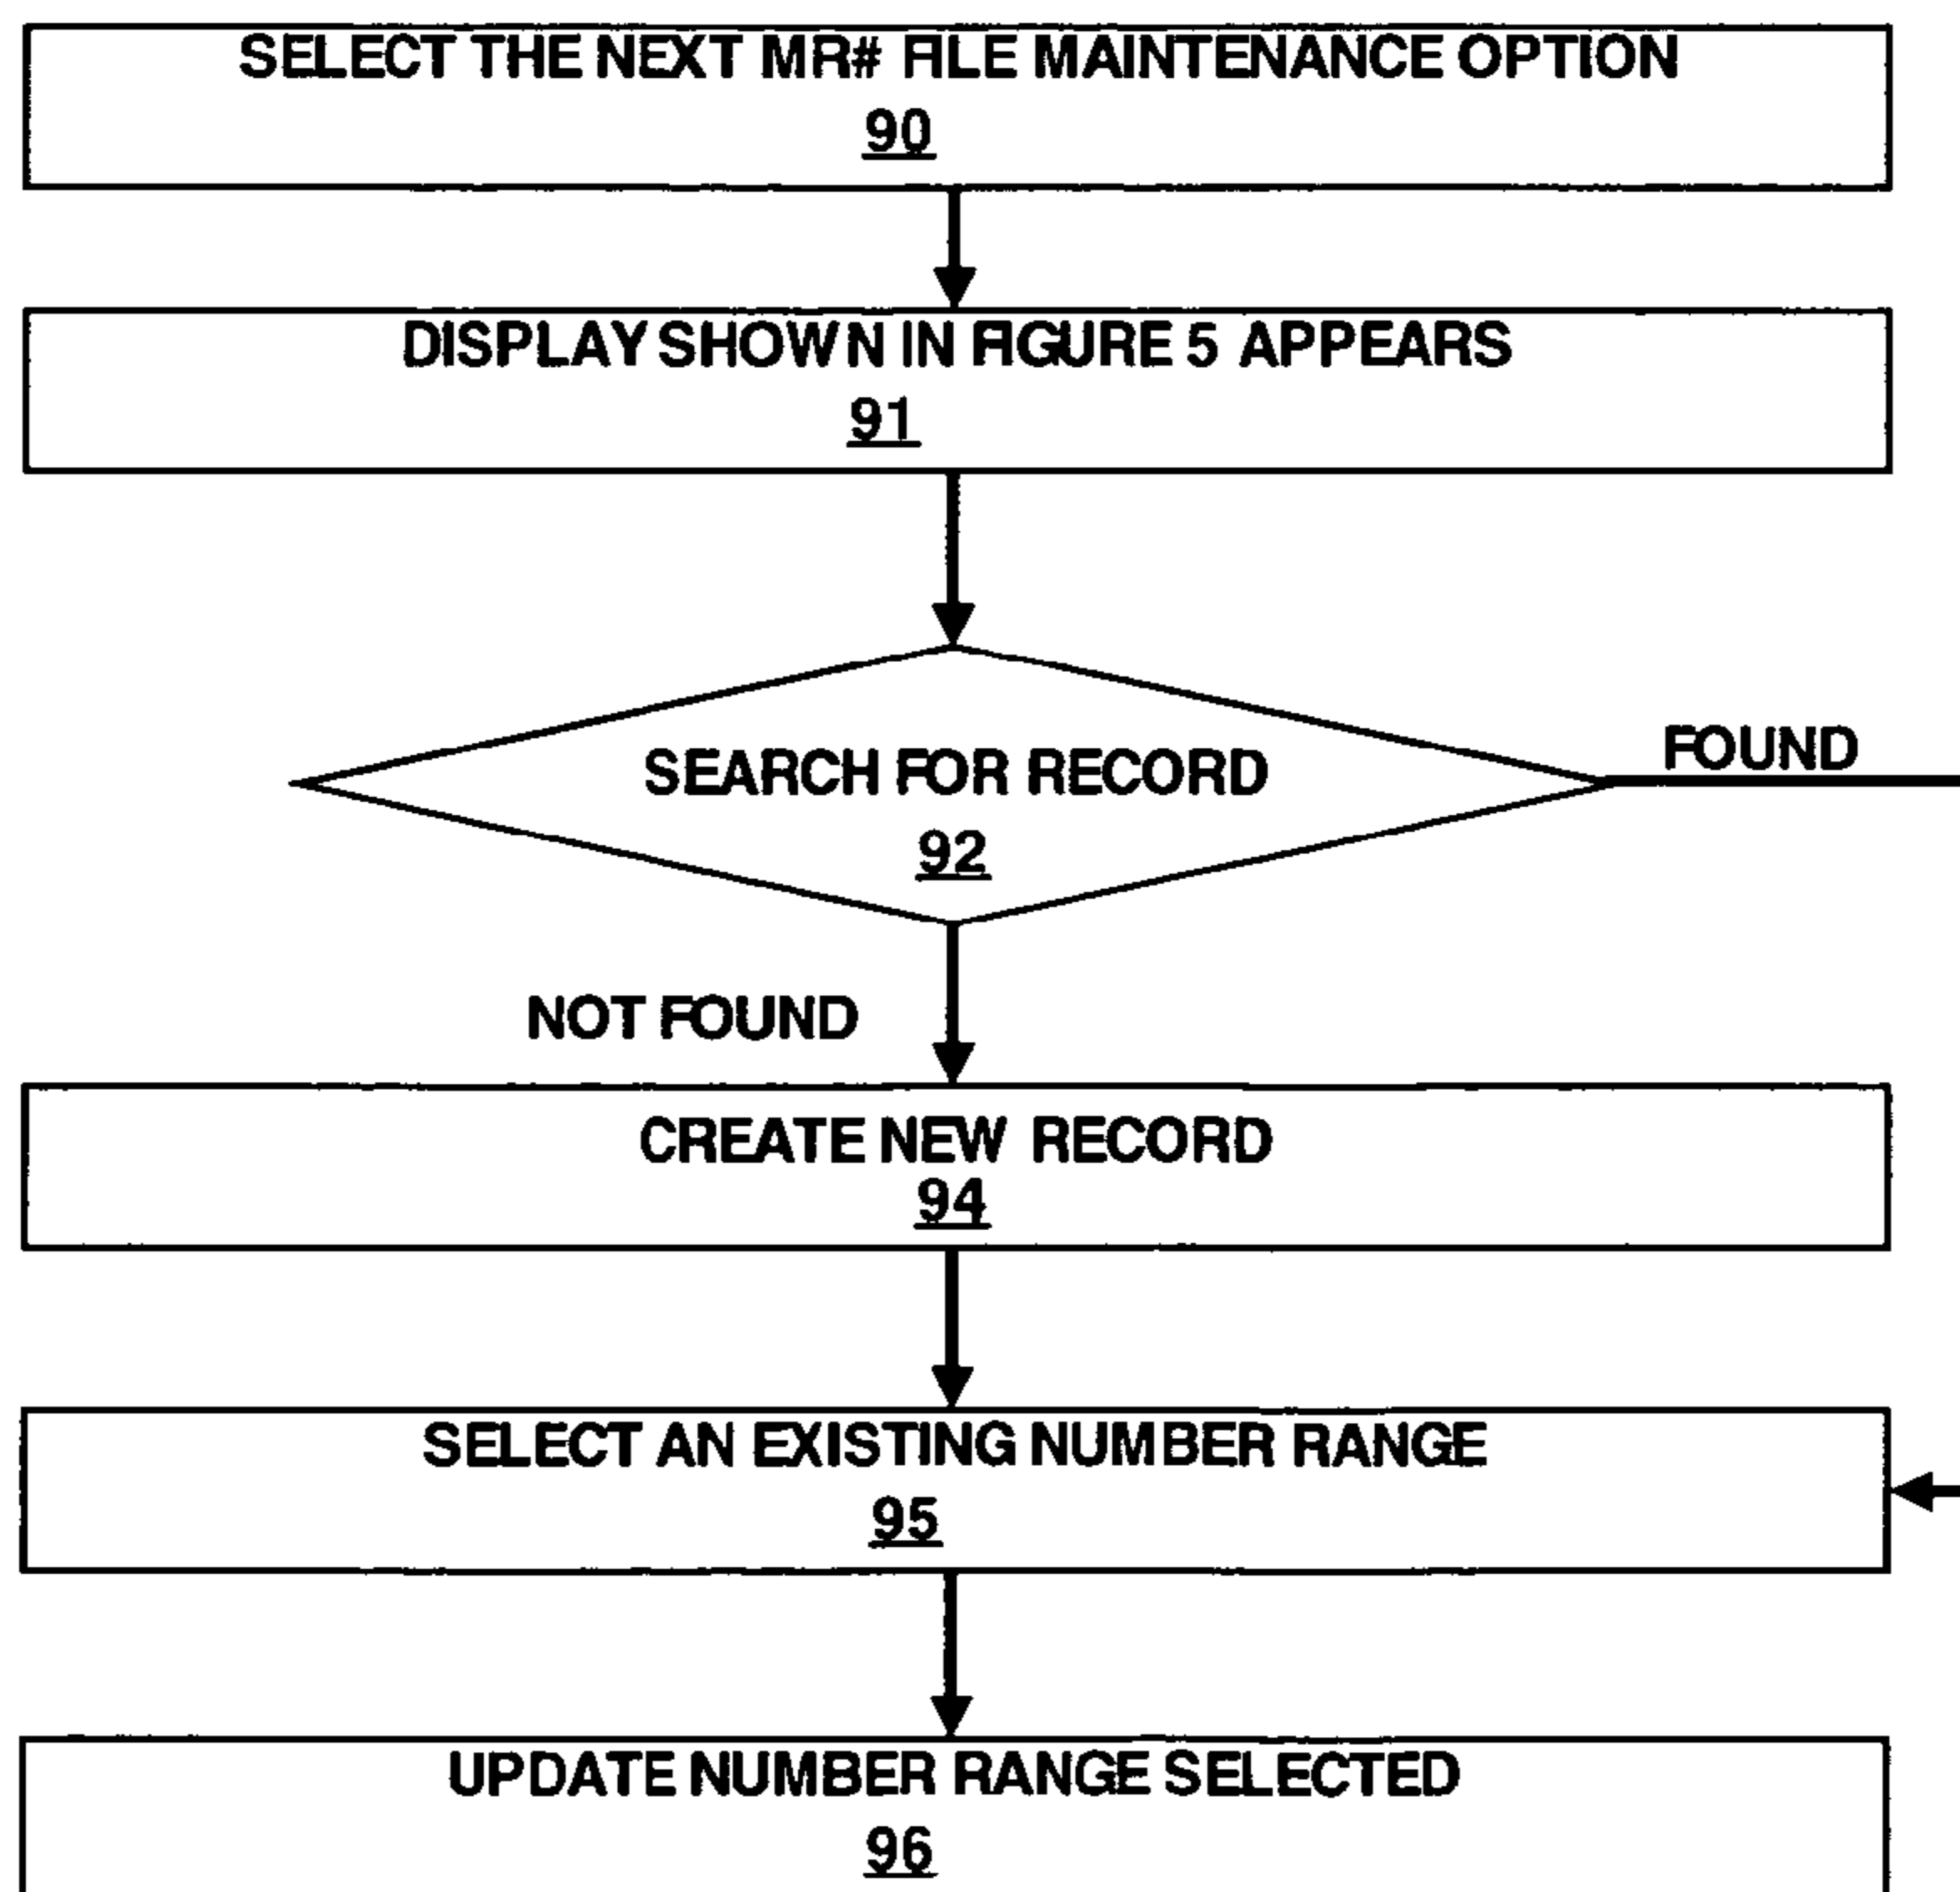 SELECT THE NEXT MR# FILE MAINTENANCE OPTION
90
DISPLAY SHOWN IN FIGURE 5 APPEARS
91
SEARCH FOR RECORD
92
FOUND
NOT FOUND
CREATE NEW RECORD
94
SELECT AN EXISTING NUMBER RANGE
95
UPDATE NUMBER RANGE SELECTED
96